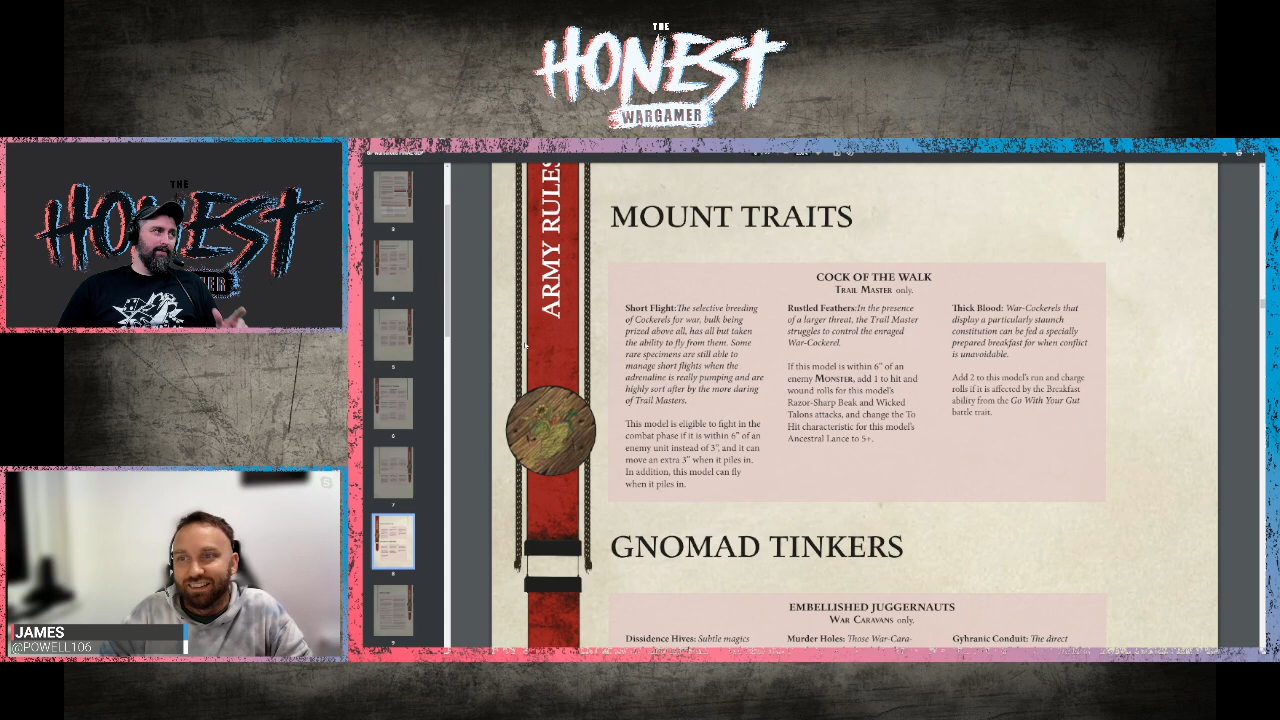 THE
HONEST
WARGAMER
THE
HONEST
ARMY RULES
MOUNT TRAITS
COCK OF THE WALK
Trail Master only.
Short Flight:The selective breeding
of Cockerels for war, bulk being
prized above all, has all but taken
the ability to fly from them. Some
rare specimens are still able to
manage short flights when the
adrenaline is really pumping and are
highly sort after by the more daring
of Trail Masters.
This model is eligible to fight in the
combat phase if it is within 6" of an
enemy unit instead of 3", and it can
move an extra 3" when it piles in.
In addition, this model can fly
when it piles in.
Rustled Feathers:In the presence
of a larger threat, the Trail Master
struggles to control the enraged
War-Cockerel
If this model is within 6" of an
enemy Monster, add 1 to hit and
wound rolls for this model's
Razor-Sharp Beak and Wicked
Talons attacks, and change the To
Hit characteristic for this model's
Ancestral Lance to 5+.
Thick Blood: War-Cockerels that
display a particularly staunch
constitution can be fed a specially
prepared breakfast for when conflict
is unavoidable.
Add 2 to this model's run and charge
rolls if it is affected by the Breakfast
ability from the Go With Your Gut
battle trait.
GNOMAD TINKERS
EMBELLISHED JUGGERNAUTS
War Caravans only.
Dissidence Hives: Subtle magics
Murder Holes: Those War-Cara-
Gyhranic Conduit: The direct
4
5
6
7
JAMES
@POWELL106